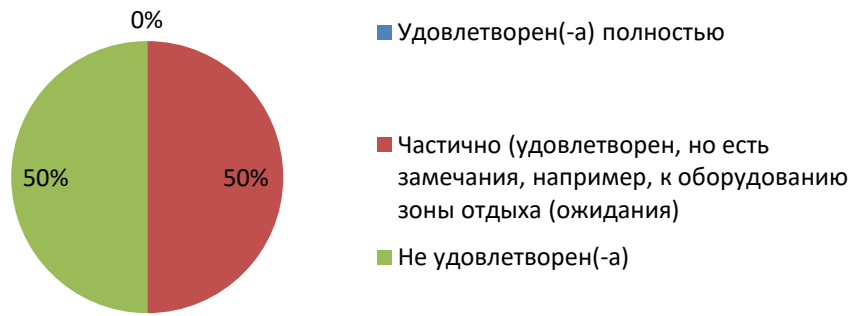 0%
50%
50%
Удовлетворен(-а) полностью
Частично (удовлетворен, но есть
замечания, например, к оборудованию
зоны отдыха (ожидания)
Не удовлетворен(-а)